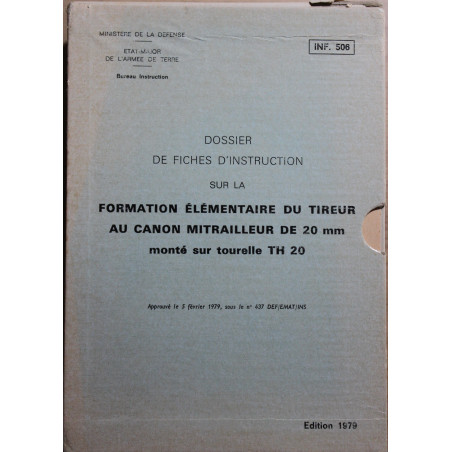 MINISTERE DE LA DEFENSE
INF. 506
ETAT-MAJOR
DE L'ARMEE DE TERRE
Bureau Instruction
DOSSIER
DE FICHES D'INSTRUCTION
SUR LA
FORMATION ÉLÉMENTAIRE DU TIREUR
AU CANON MITRAILLEUR DE 20 mm
monté sur tourelle TH 20
Approuvé le 5 février 1979, sous le n° 437 DEF/EMAT/INS
Edition 1979